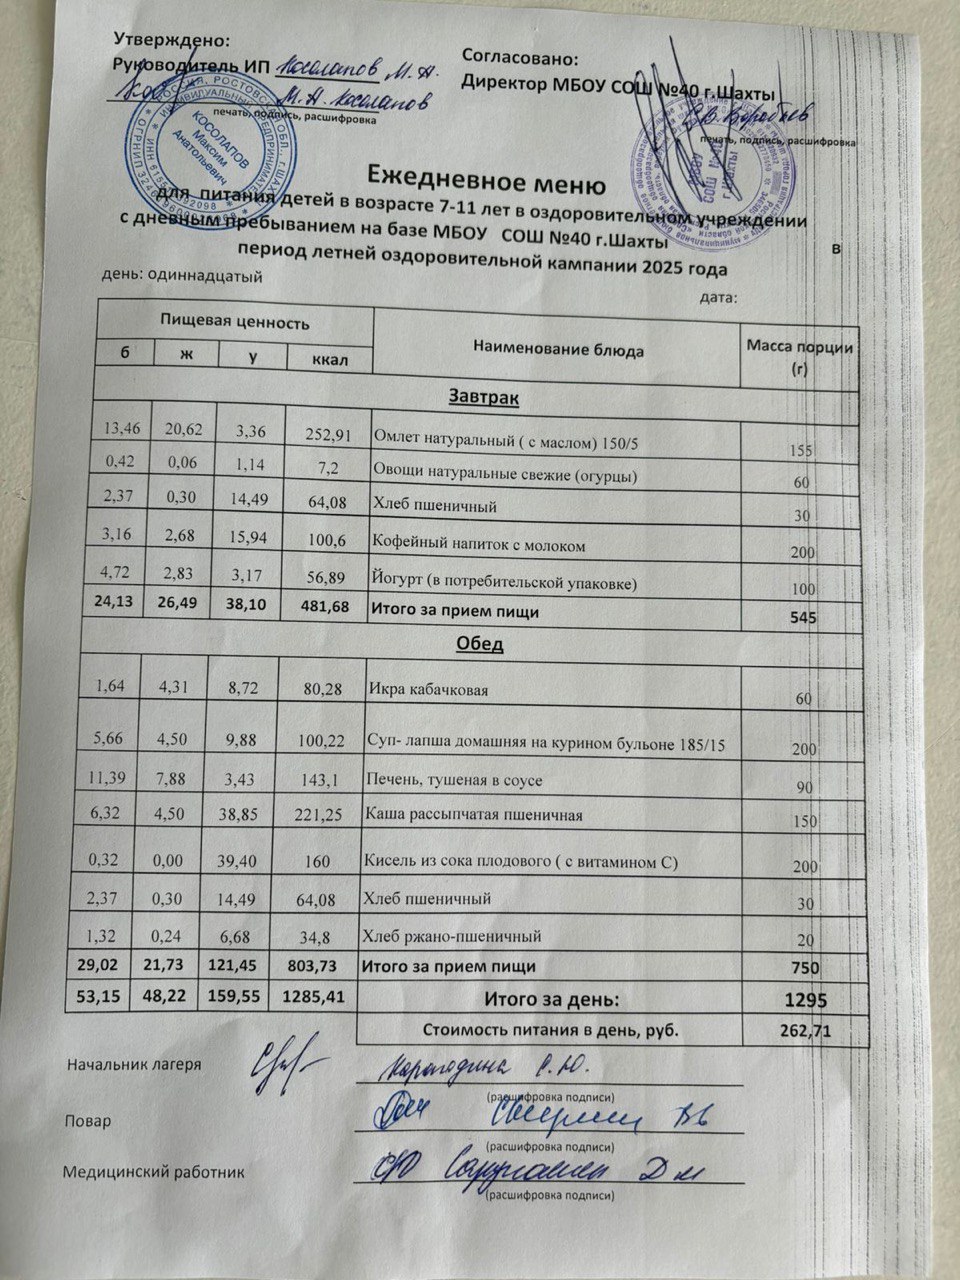 Утверждено:
Руководитель ИП Косолапов М.А.
М.А. Косолапов
печать, подпись, расшифровка
Согласовано:
Директор МБОУ СОШ №40 г.Шахты
печать, подпись, расшифровка
КОСОЛАПОВ
Максим
Анатольевич
МБОУ
СОШ №40
г. Шахты
Ежедневное меню
для питания детей в возрасте 7-11 лет в оздоровительном учреждении
с дневным пребыванием на базе МБОУ СОШ №40 г.Шахты в
период летней оздоровительной кампании 2025 года
день: одиннадцатый
дата:
Пищевая ценность Наименование блюда Масса порции (г)
б ж у ккал
Завтрак
13,46 20,62 3,36 252,91 Омлет натуральный ( с маслом) 150/5 155
0,42 0,06 1,14 7,2 Овощи натуральные свежие (огурцы) 60
2,37 0,30 14,49 64,08 Хлеб пшеничный 30
3,16 2,68 15,94 100,6 Кофейный напиток с молоком 200
4,72 2,83 3,17 56,89 Йогурт (в потребительской упаковке) 100
24,13 26,49 38,10 481,68 Итого за прием пищи 545
Обед
1,64 4,31 8,72 80,28 Икра кабачковая 60
5,66 4,50 9,88 100,22 Суп- лапша домашняя на курином бульоне 185/15 200
11,39 7,88 3,43 143,1 Печень, тушеная в соусе 90
6,32 4,50 38,85 221,25 Каша рассыпчатая пшеничная 150
0,32 0,00 39,40 160 Кисель из сока плодового ( с витамином С) 200
2,37 0,30 14,49 64,08 Хлеб пшеничный 30
1,32 0,24 6,68 34,8 Хлеб ржано-пшеничный 20
29,02 21,73 121,45 803,73 Итого за прием пищи 750
53,15 48,22 159,55 1285,41 Итого за день: 1295
Стоимость питания в день, руб. 262,71
Начальник лагеря С.Ю.
(расшифровка подписи)
Повар
(расшифровка подписи)
Медицинский работник
(расшифровка подписи)